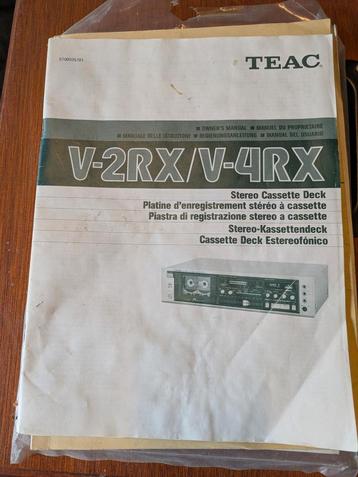 TEAC
■ OWNER'S MANUAL ■ MANUEL DU PROPRIETAIRE
■ MANUALE DELLE ISTRUZIONI ■ BEDIENUNGSANLEITUNG ■ MANUAL DEL USUARIO
V-2RX/V-4RX
Stereo Cassette Deck
Platine d'enregistrement stéréo à cassette
Piastra di registrazione stereo a cassette
Stereo-Kassettendeck
Cassette Deck Estereofónico